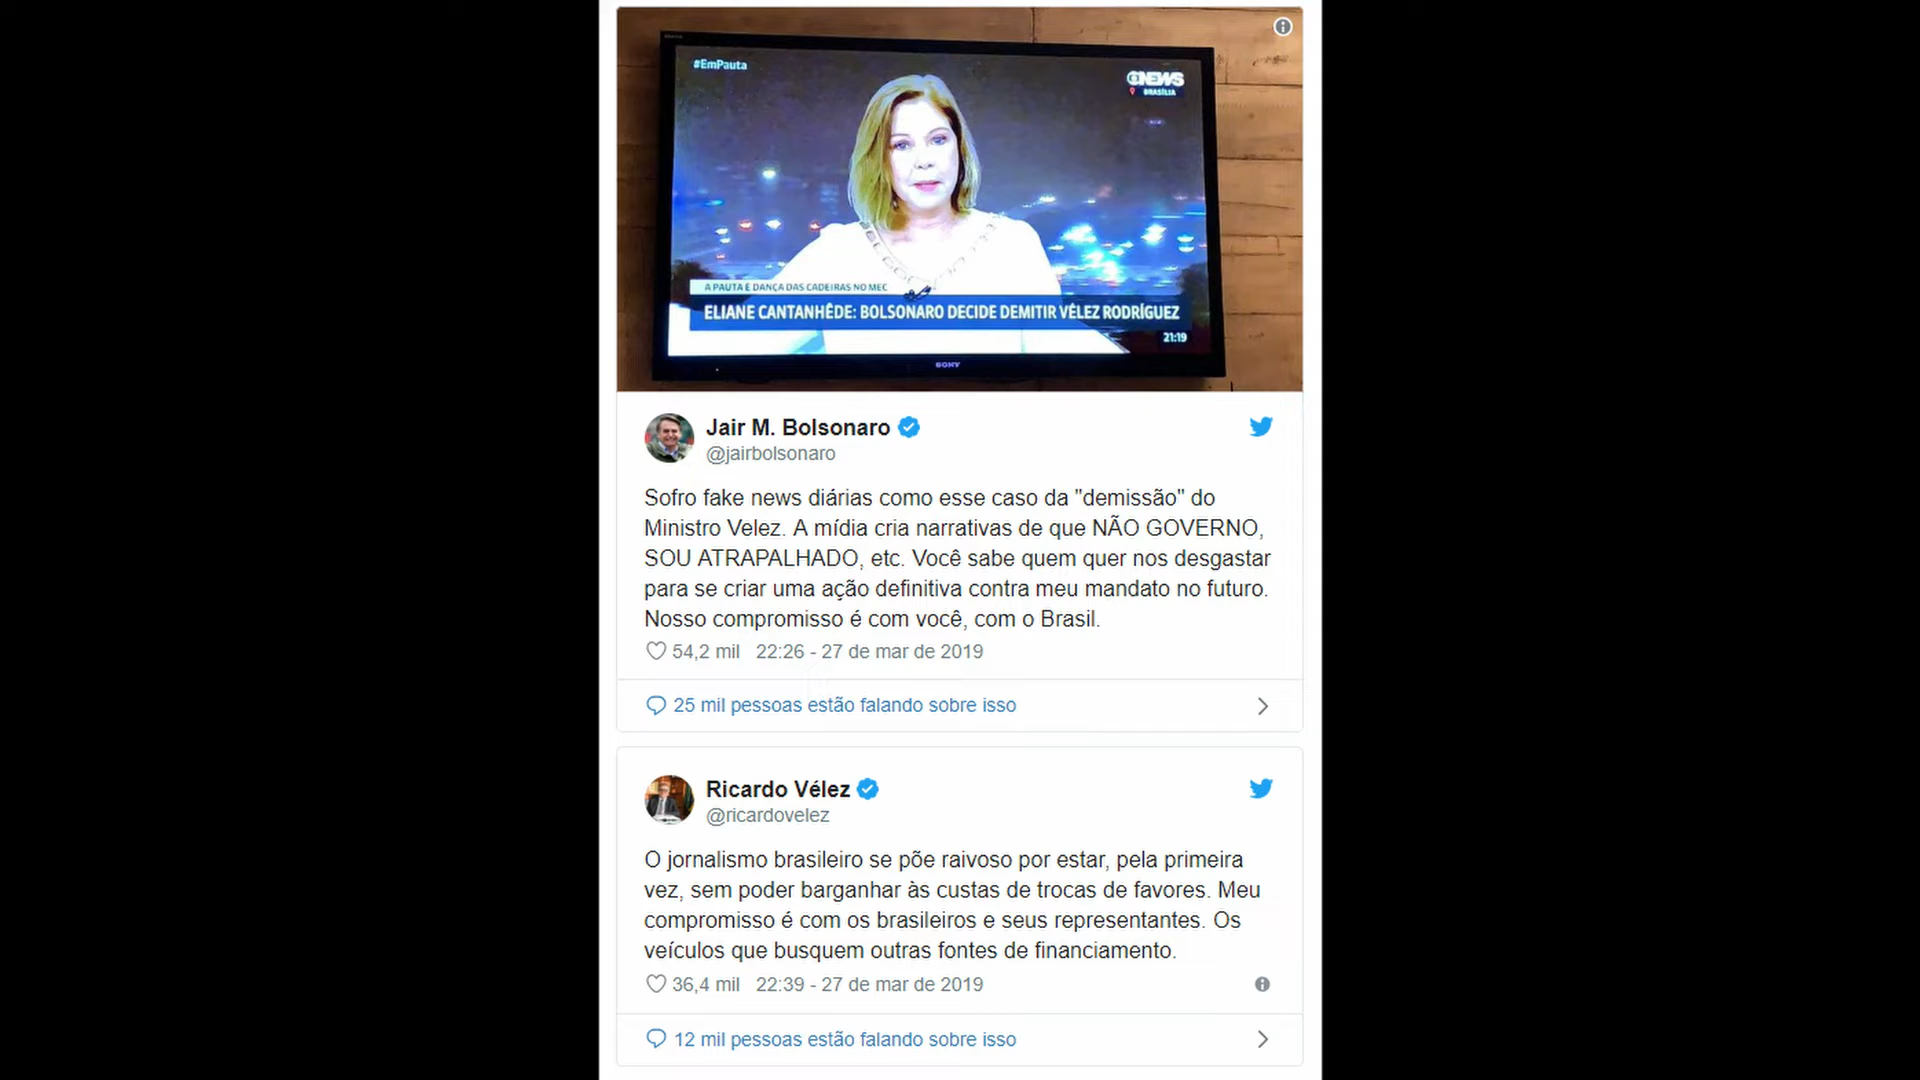 #EmPauta
GNEWS
BRASÍLIA
A PAUTA É DANÇA DAS CADEIRAS NO MEC
ELIANE CANTANHÊDE: BOLSONARO DECIDE DEMITIR VÉLEZ RODRÍGUEZ
21:19
SONY
Jair M. Bolsonaro
@jairbolsonaro
Sofro fake news diárias como esse caso da "demissão" do
Ministro Velez. A mídia cria narrativas de que NÃO GOVERNO,
SOU ATRAPALHADO, etc. Você sabe quem quer nos desgastar
para se criar uma ação definitiva contra meu mandato no futuro.
Nosso compromisso é com você, com o Brasil.
54,2 mil 22:26 - 27 de mar de 2019
25 mil pessoas estão falando sobre isso
Ricardo Vélez
@ricardovelez
O jornalismo brasileiro se põe raivoso por estar, pela primeira
vez, sem poder barganhar às custas de trocas de favores. Meu
compromisso é com os brasileiros e seus representantes. Os
veículos que busquem outras fontes de financiamento.
36,4 mil 22:39 - 27 de mar de 2019
12 mil pessoas estão falando sobre isso